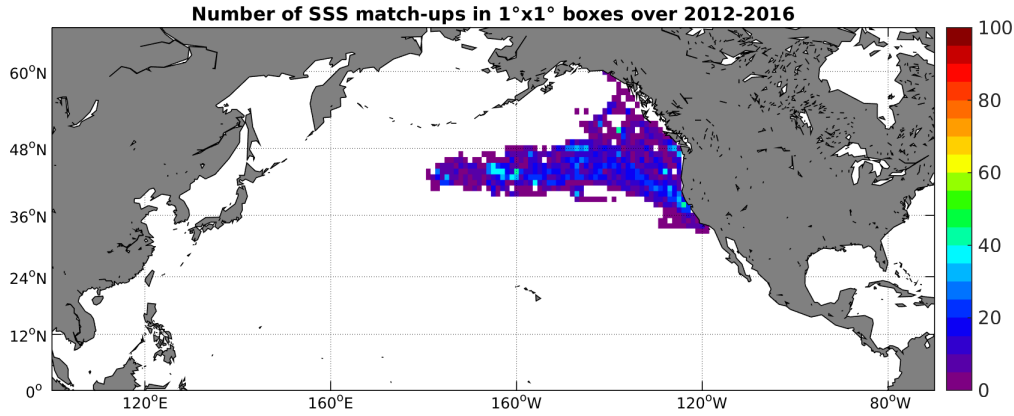 Number of SSS match-ups in 1°x1° boxes over 2012-2016
100
80
60
40
20
0
60°N
48°N
36°N
24°N
12°N
0°
120°E
160°E
160°W
120°W
80°W